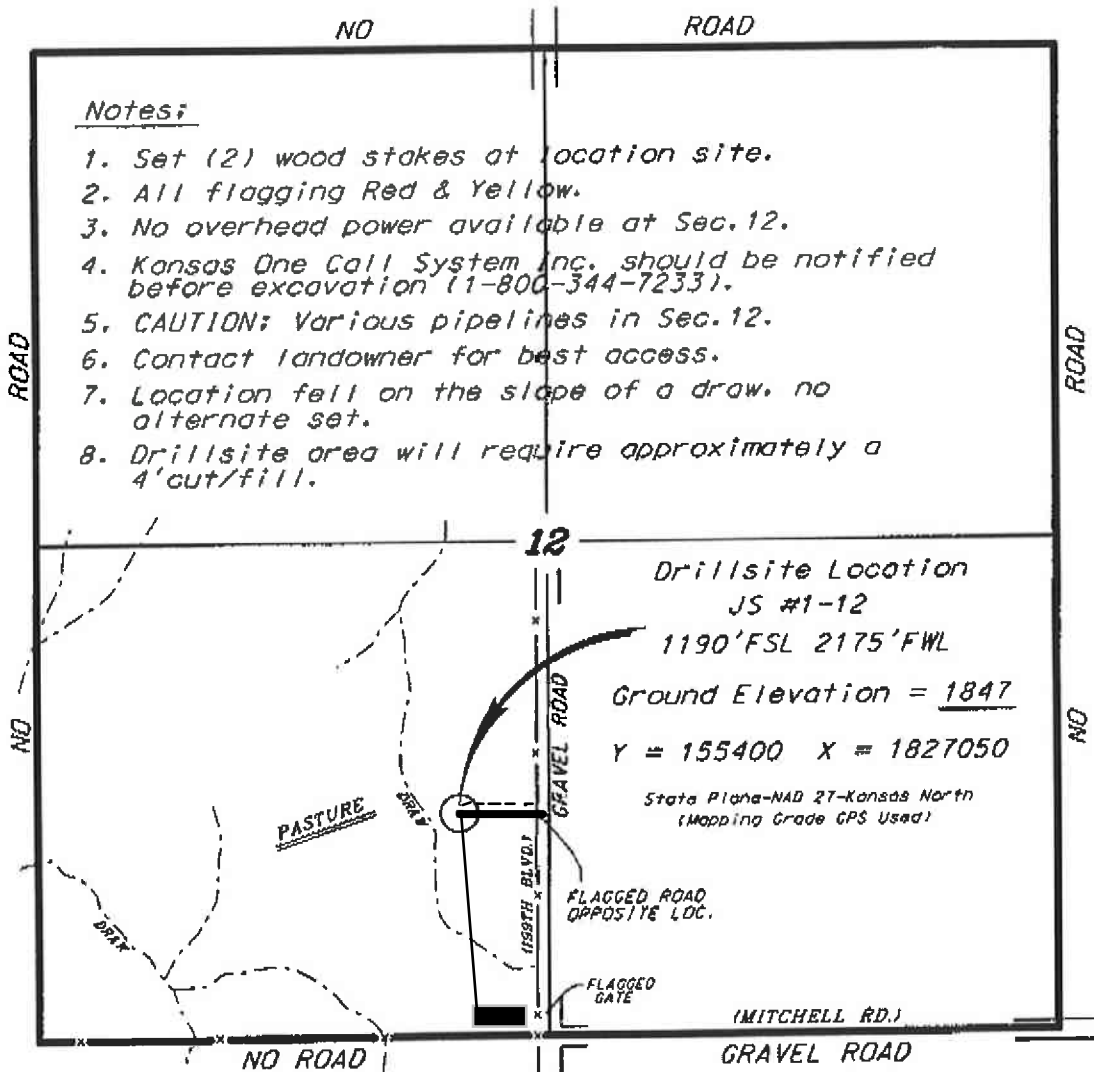 NO ROAD
Notes:
1. Set (2) wood stakes at location site.
2. All flagging Red & Yellow.
3. No overhead power available at Sec.12.
4. Kansas One Call System Inc. should be notified
before excavation (1-800-344-7233).
5. CAUTION: Various pipelines in Sec.12.
6. Contact landowner for best access.
7. Location fell on the slope of a draw. no
alternate set.
8. Drillsite area will require approximately a
4'cut/fill.
NO ROAD
NO ROAD
12
Drillsite Location
JS #1-12
1190'FSL 2175'FWL
Ground Elevation = 1847
Y = 155400 X = 1827050
State Plane-NAD 27-Kansas North
(Mapping Grade GPS Used)
GRAVEL ROAD
PASTURE
DRAW
(199TH BLVD.)
FLAGGED ROAD
OPPOSITE LOC.
DRAW
FLAGGED
GATE
(MITCHELL RD.)
NO ROAD
GRAVEL ROAD